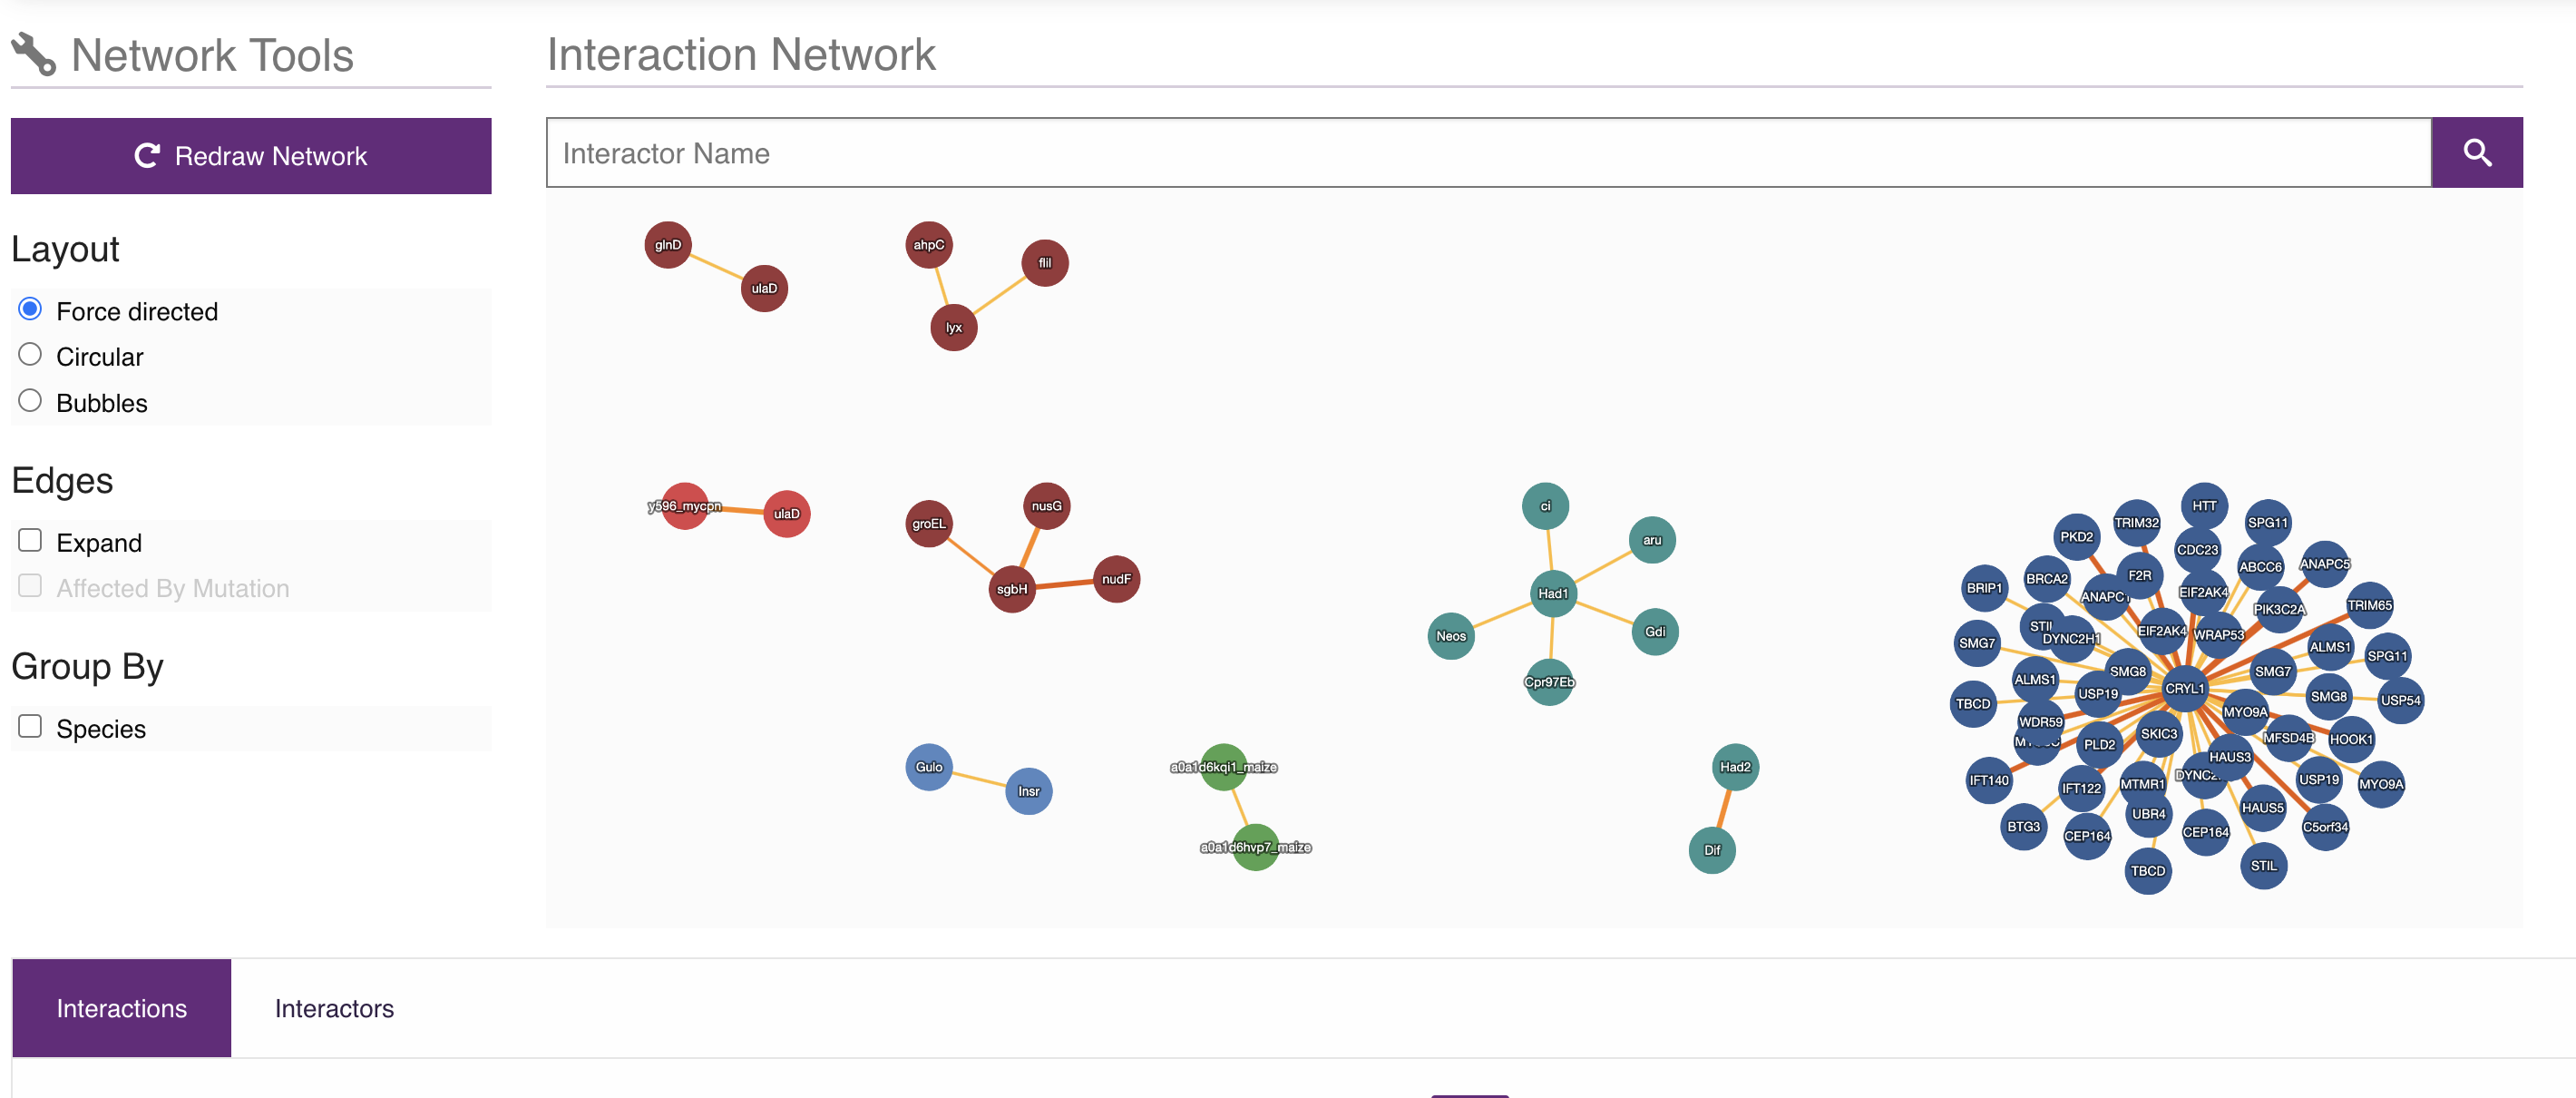 Network Tools
Redraw Network
Layout
Force directed
Circular
Bubbles
Edges
Expand
Affected By Mutation
Group By
Species
Interaction Network
Interactor Name
glnD
ulaD
ahpC
fliI
lyx
y596_mycpn
ulaD
groEL
nusG
sgbH
nudF
ci
aru
Had1
Neos
Gdi
Cpr97Eb
Gulo
Insr
a0a1d6kqi1_maize
a0a1d6hvp7_maize
Had2
Dif
HTT
TRIM32
SPG11
PKD2
CDC23
ANAPC5
ABCC6
F2R
BRCA2
BRIP1
EIF2AK4
ANAPC1
PIK3C2A
TRIM65
STIL
EIF2AK4
WRAP53
DYNC2H1
SMG7
ALMS1
SPG11
SMG8
SMG7
ALMS1
CRYL1
USP19
SMG8
USP54
TBCD
MYO9A
WDR59
SKIC3
MFSD4B
HOOK1
PLD2
HAUS3
IFT140
DYNC2
USP19
MTMR1
MYO9A
IFT122
HAUS5
UBR4
BTG3
C5orf34
CEP164
CEP164
STIL
TBCD
Interactions
Interactors